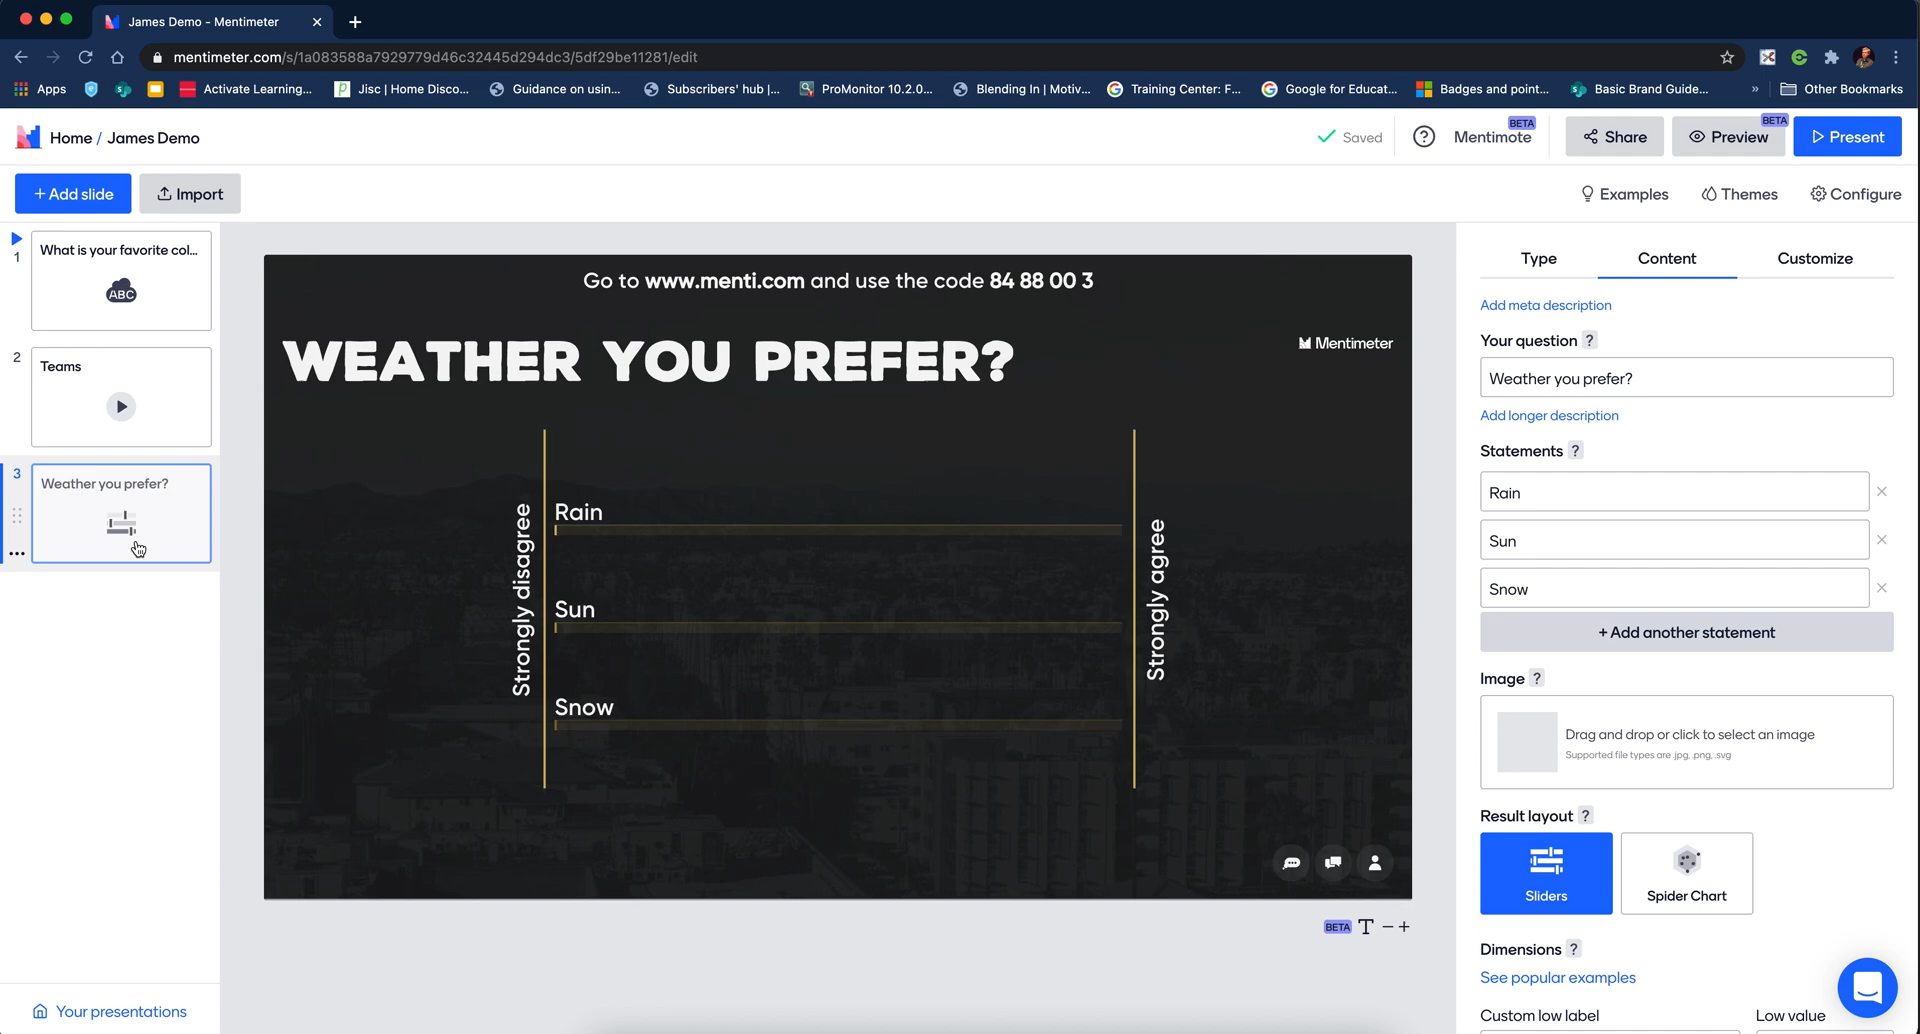 James Demo - Mentimeter
mentimeter.com/s/1a083588a7929779d46c32445d294dc3/5df29be11281/edit
Apps
Activate Learning...
Jisc | Home Disco...
Guidance on usin...
Subscribers' hub |...
ProMonitor 10.2.0...
Blending In | Motiv...
Training Center: F...
Google for Educat...
Badges and point...
Basic Brand Guide...
»
Other Bookmarks
Home / James Demo
Saved
Mentimote
BETA
Share
Preview
BETA
Present
+ Add slide
Import
Examples
Themes
Configure
1
What is your favorite col...
ABC
2
Teams
3
Weather you prefer?
Your presentations
Go to www.menti.com and use the code 84 88 00 3
WEATHER YOU PREFER?
Mentimeter
Strongly disagree
Rain
Sun
Snow
Strongly agree
BETA T − +
Type
Content
Customize
Add meta description
Your question ?
Weather you prefer?
Add longer description
Statements ?
Rain
Sun
Snow
+ Add another statement
Image ?
Drag and drop or click to select an image
Supported file types are .jpg, .png, .svg
Result layout ?
Sliders
Spider Chart
Dimensions ?
See popular examples
Custom low label
Low value